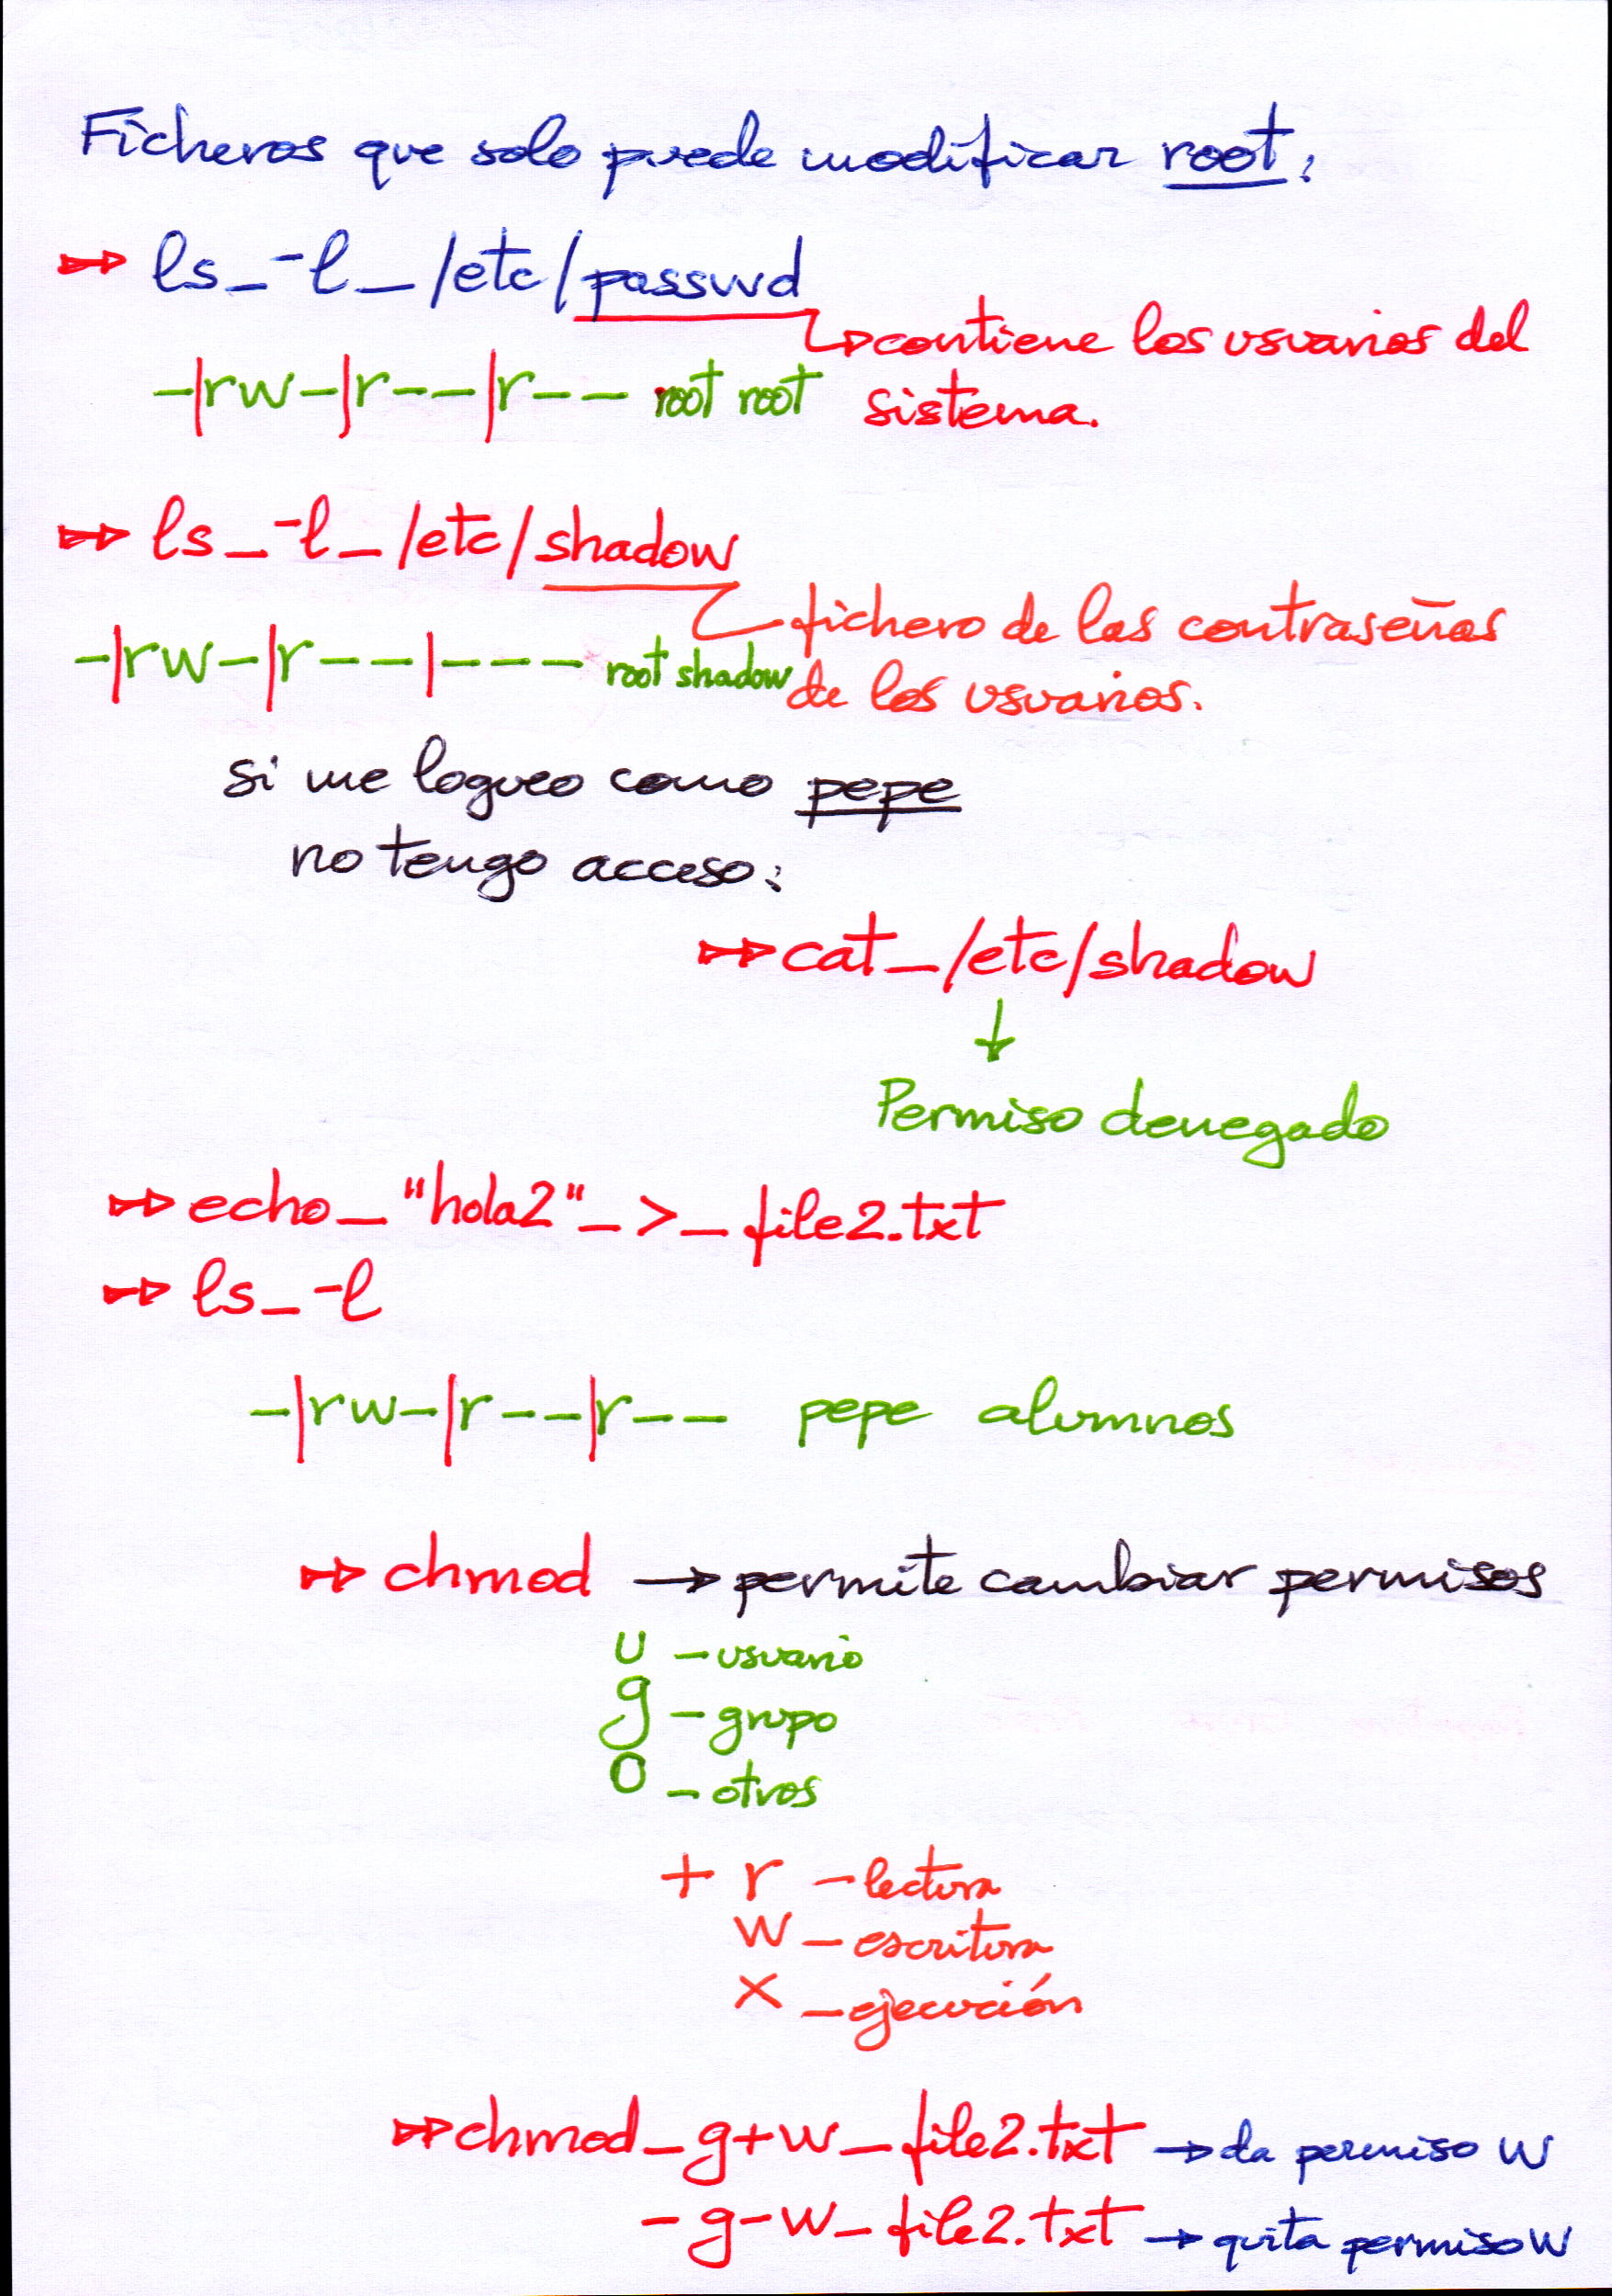 Ficheros que solo puede modificar root:
→ ls_-l_/etc/passwd
↳ contiene los usuarios del
-|rw-|r--|r-- root root sistema.
→ ls_-l_/etc/shadow
fichero de las contraseñas
-|rw-|r---|--- root shadow de los usuarios.
si me logueo como pepe
no tengo acceso:
→ cat_/etc/shadow
↓
Permiso denegado
→ echo_"hola2"_>_file2.txt
→ ls_-l
-|rw-|r--|r-- pepe alumnos
→ chmod → permite cambiar permisos
u - usuario
g - grupo
o - otros
+ r - lectura
w - escritura
x - ejecución
→ chmod_g+w_file2.txt → da permiso w
- g-w_file2.txt → quita permiso w